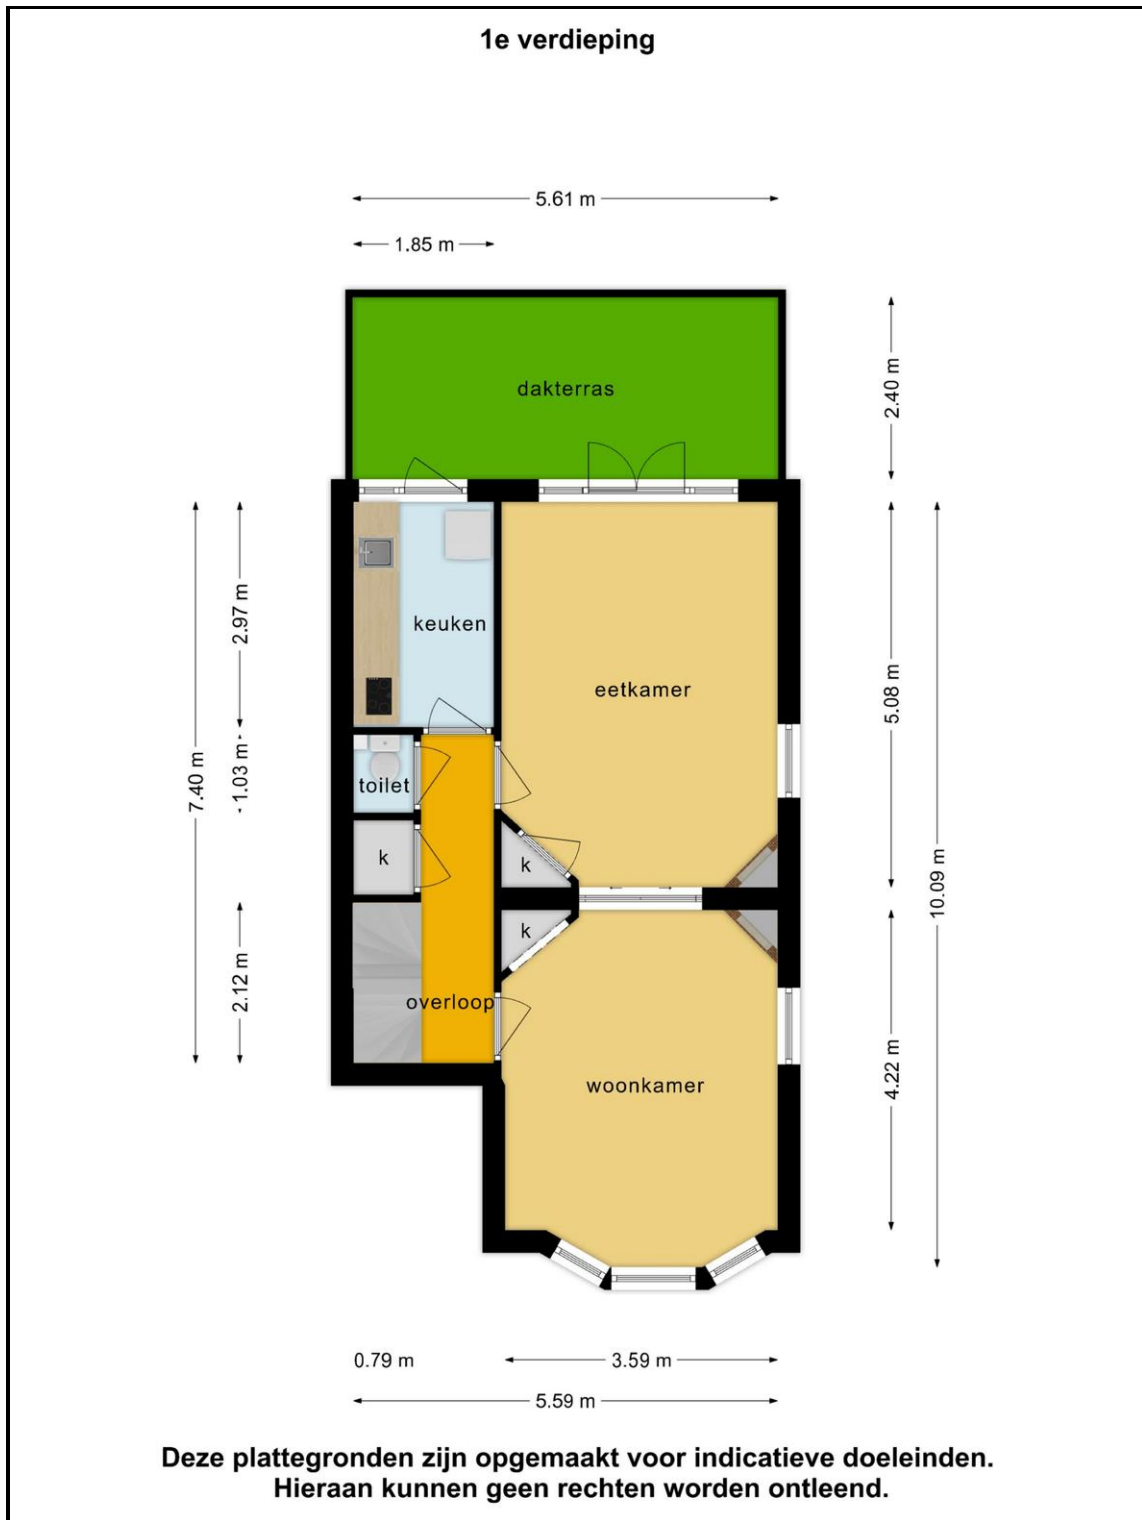 1e verdieping
5.61 m
1.85 m
dakterras
2.40 m
keuken
2.97 m
eetkamer
5.08 m
7.40 m
1.03 m
toilet
k
k
10.09 m
k
2.12 m
overloop
4.22 m
woonkamer
0.79 m
3.59 m
5.59 m
Deze plattegronden zijn opgemaakt voor indicatieve doeleinden.
Hieraan kunnen geen rechten worden ontleend.